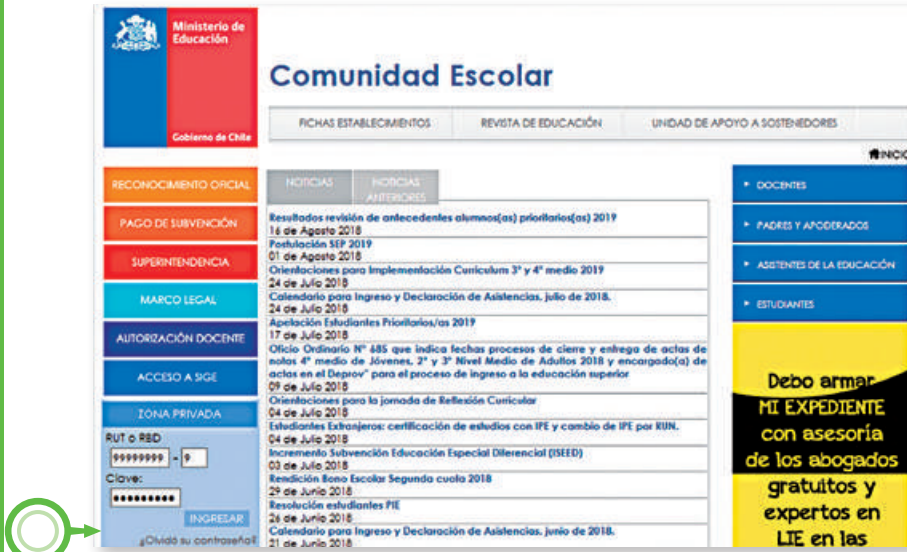 Ministerio de
Educación
Gobierno de Chile
Comunidad Escolar
FICHAS ESTABLECIMIENTOS
REVISTA DE EDUCACIÓN
UNIDAD DE APOYO A SOSTENEDORES
INICIO
RECONOCIMIENTO OFICIAL
PAGO DE SUBVENCIÓN
SUPERINTENDENCIA
MARCO LEGAL
AUTORIZACIÓN DOCENTE
ACCESO A SIGE
ZONA PRIVADA
RUT o RBD
99999999 - 9
Clave:
•••••••••
INGRESAR
¿Olvidó su contraseña?
NOTICIAS
NOTICIAS
ANTERIORES
Resultados revisión de antecedentes alumnos(as) prioritarios(as) 2019
16 de Agosto 2018
Postulación SEP 2019
01 de Agosto 2018
Orientaciones para Implementación Curriculum 3° y 4° medio 2019
24 de Julio 2018
Calendario para Ingreso y Declaración de Asistencias, julio de 2018.
24 de Julio 2018
Apelación Estudiantes Prioritarios/as 2019
17 de Julio 2018
Oficio Ordinario N° 685 que indica fechas procesos de cierre y entrega de actas de
notas 4° medio de Jóvenes, 2° y 3° Nivel Medio de Adultos 2018 y encargado(a) de
actas en el Deprov" para el proceso de ingreso a la educación superior
09 de Julio 2018
Orientaciones para la jornada de Reflexión Curricular
04 de Julio 2018
Estudiantes Extranjeros: certificación de estudios con IPE y cambio de IPE por RUN.
04 de Julio 2018
Incremento Subvención Educación Especial Diferencial (ISEED)
03 de Julio 2018
Rendición Bono Escolar Segunda cuota 2018
29 de Junio 2018
Resolución estudiantes PIE
26 de Junio 2018
Calendario para Ingreso y Declaración de Asistencias, junio de 2018.
21 de Junio 2018
DOCENTES
PADRES Y APODERADOS
ASISTENTES DE LA EDUCACIÓN
ESTUDIANTES
Debo armar
MI EXPEDIENTE
con asesoría
de los abogados
gratuitos y
expertos en
LIE en las